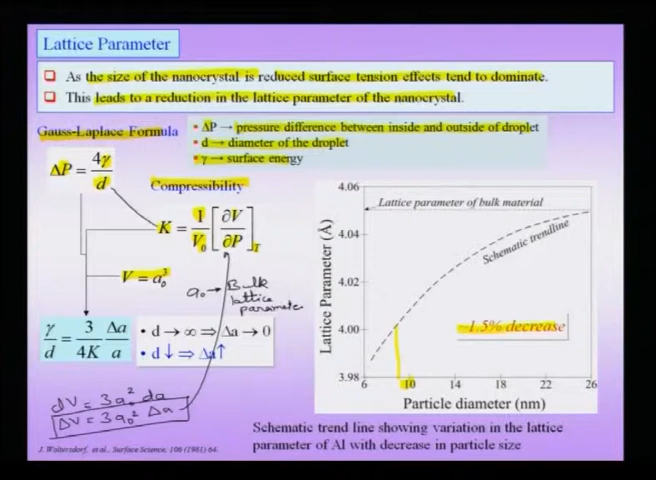 Lattice Parameter
❑ As the size of the nanocrystal is reduced surface tension effects tend to dominate.
❑ This leads to a reduction in the lattice parameter of the nanocrystal.
Gauss-Laplace Formula
▪ ΔP → pressure difference between inside and outside of droplet
▪ d → diameter of the droplet
▪ γ → surface energy
ΔP = 4γ/d
Compressibility
K = 1/V₀ [∂V/∂P]_T
V = a₀³
a₀ → Bulk
lattice
parameter
γ/d = 3/4K Δa/a
• d → ∞ ⇒ Δa → 0
• d ↓ ⇒ Δa↑
dV = 3a₀² da
ΔV = 3a₀² Δa
J. Woltersdorf, et al., Surface Science, 106 (1981) 64.
Lattice Parameter (Å)
4.06
4.04
4.02
4.00
3.98
Lattice parameter of bulk material
Schematic trendline
~1.5% decrease
6 10 14 18 22 26
Particle diameter (nm)
Schematic trend line showing variation in the lattice
parameter of Al with decrease in particle size